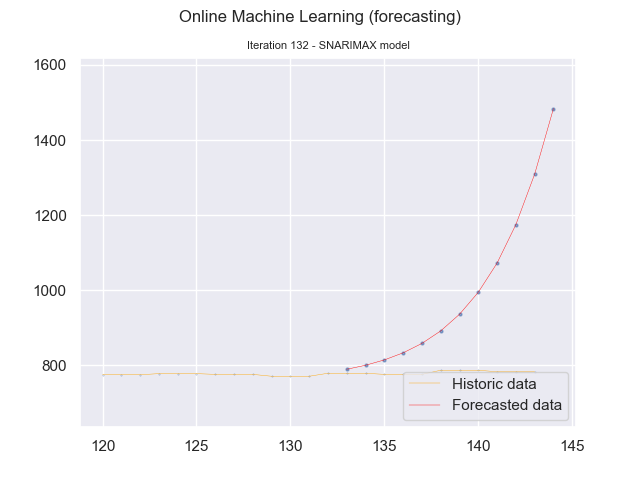 Online Machine Learning (forecasting)
Iteration 132 - SNARIMAX model
1600
1400
1200
1000
800
120
125
130
135
140
145
Historic data
Forecasted data